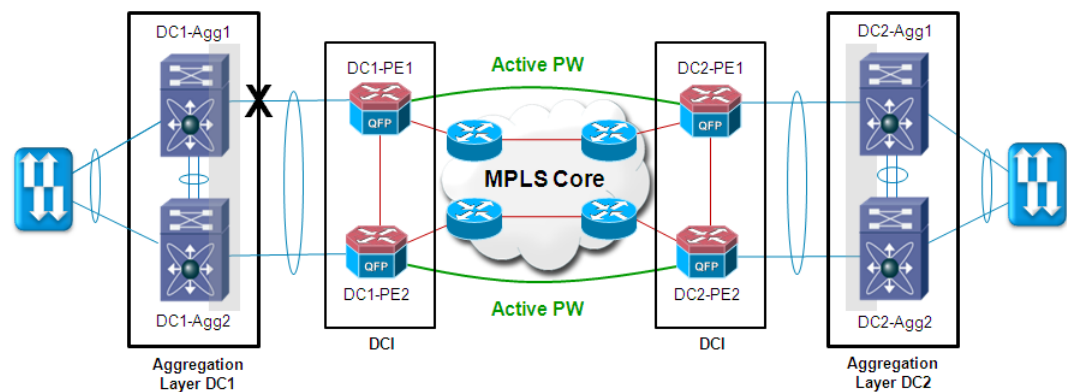 DC1-Agg1
DC2-Agg1
DC1-PE1
Active PW
DC2-PE1
X
QFP
QFP
MPLS Core
QFP
QFP
DC1-PE2
DC2-PE2
Active PW
DC1-Agg2
DC2-Agg2
DCI
DCI
Aggregation
Layer DC1
Aggregation
Layer DC2